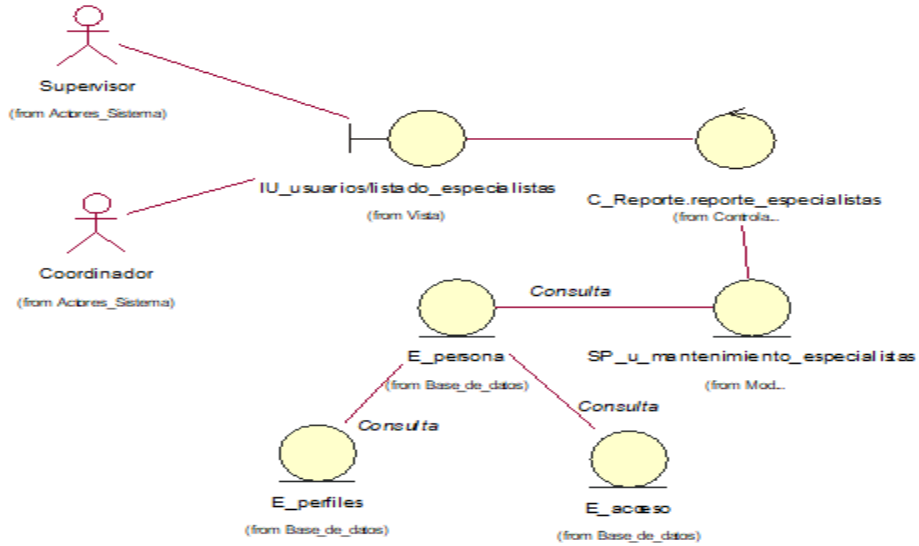 Supervisor
(from Actores_Sistema)
IU_usuarios/listado_especialistas
(from Vista)
C_Reporte.reporte_especialistas
(from Controla...
Coordinador
(from Actores_Sistema)
Consulta
E_persona
(from Base_de_datos)
SP_u_mantenimiento_especialistas
(from Mod...
Consulta
Consulta
E_perfiles
(from Base_de_datos)
E_acceso
(from Base_de_datos)